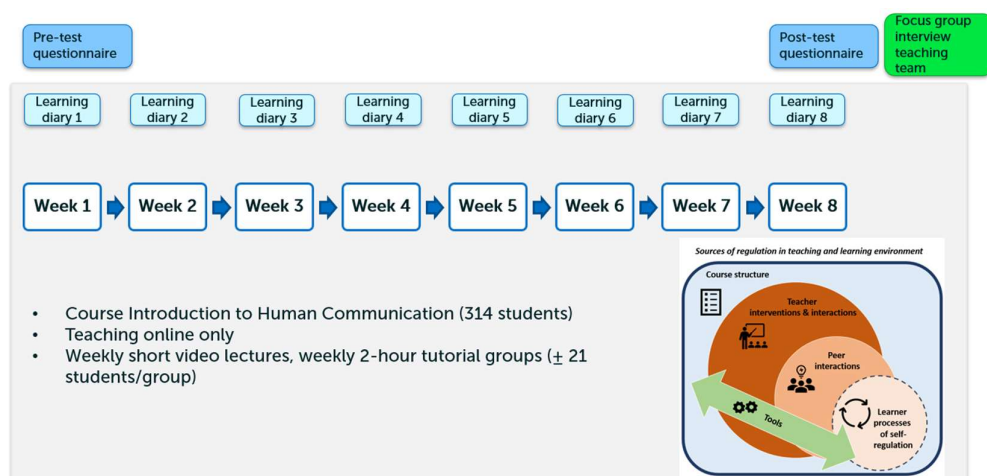 Pre-test
questionnaire
Post-test
questionnaire
Focus group
interview
teaching
team
Learning
diary 1
Learning
diary 2
Learning
diary 3
Learning
diary 4
Learning
diary 5
Learning
diary 6
Learning
diary 7
Learning
diary 8
Week 1
Week 2
Week 3
Week 4
Week 5
Week 6
Week 7
Week 8
• Course Introduction to Human Communication (314 students)
• Teaching online only
• Weekly short video lectures, weekly 2-hour tutorial groups (± 21
students/group)
Sources of regulation in teaching and learning environment
Course structure
Teacher
interventions & interactions
Peer
interactions
Tools
Learner
processes
of self-
regulation